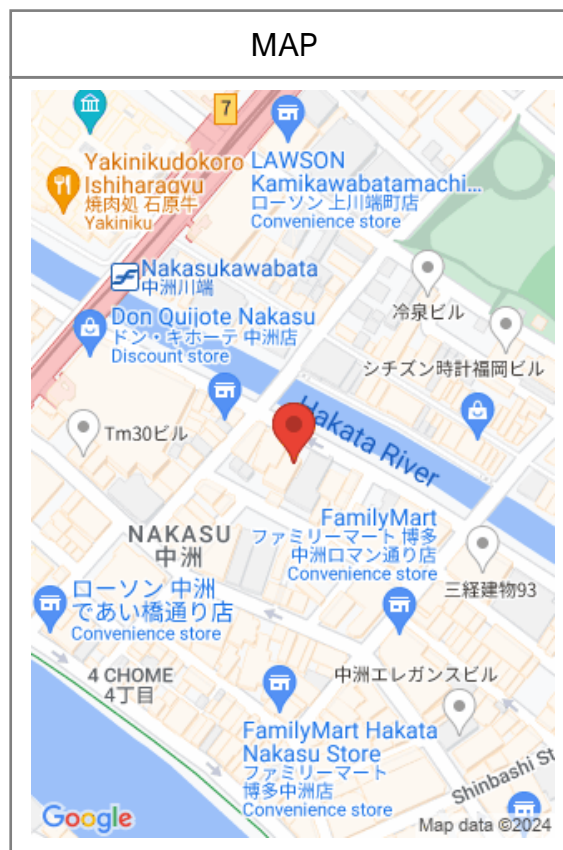 MAP
7
Yakinikudokoro
Ishiharagyu
焼肉処 石原牛
Yakiniku
LAWSON
Kamikawabatamachi...
ローソン 上川端町店
Convenience store
Nakasukawabata
中洲川端
冷泉ビル
Don Quijote Nakasu
ドン・キホーテ 中洲店
Discount store
シチズン時計福岡ビル
Tm30ビル
Hakata River
NAKASU
中洲
FamilyMart
ファミリーマート 博多
中洲ロマン通り店
Convenience store
三経建物93
ローソン 中洲
であい橋通り店
Convenience store
4 CHOME
4丁目
中洲エレガンスビル
FamilyMart Hakata
Nakasu Store
ファミリーマート
博多中洲店
Convenience store
Shinbashi St
Google
Map data ©2024